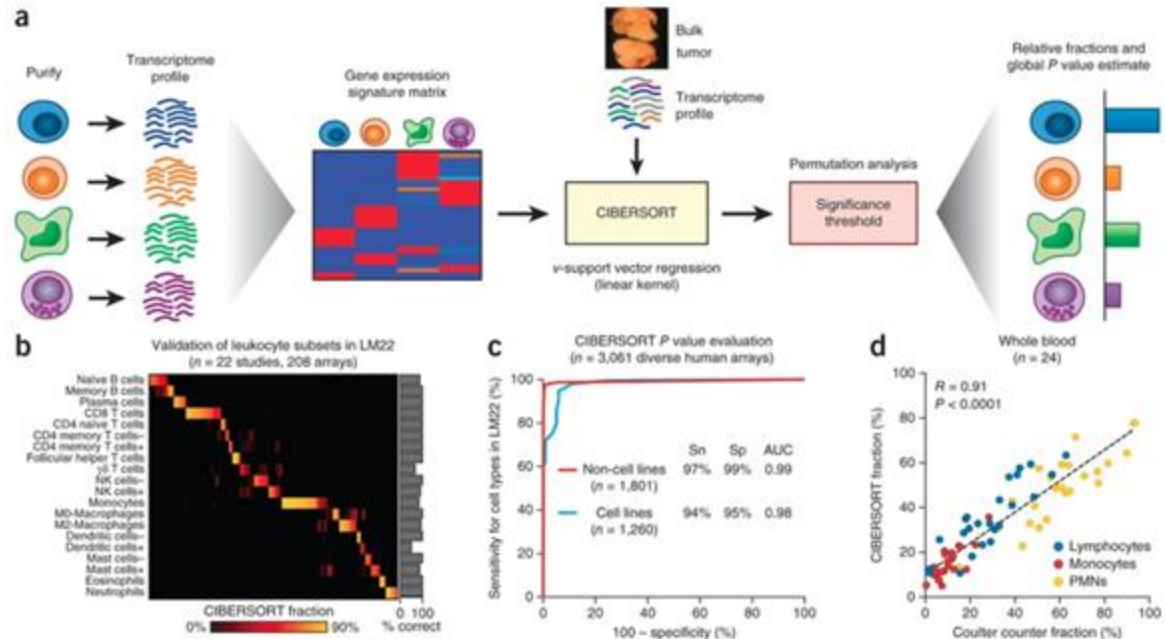 a
Purify
Transcriptome
profile
Gene expression
signature matrix
Bulk
tumor
Transcriptome
profile
CIBERSORT
ν-support vector regression
(linear kernel)
Permutation analysis
Significance
threshold
Relative fractions and
global P value estimate
b
Validation of leukocyte subsets in LM22
(n = 22 studies, 208 arrays)
Naïve B cells
Memory B cells
Plasma cells
CD8 T cells
CD4 naïve T cells
CD4 memory T cells–
CD4 memory T cells+
Follicular helper T cells
γδ T cells
NK cells–
NK cells+
Monocytes
M0-Macrophages
M2-Macrophages
Dendritic cells–
Dendritic cells+
Mast cells–
Mast cells+
Eosinophils
Neutrophils
CIBERSORT fraction
0% 90%
0 100
% correct
c
CIBERSORT P value evaluation
(n = 3,061 diverse human arrays)
Sensitivity for cell types in LM22 (%)
100
80
60
40
20
0
Sn Sp AUC
Non-cell lines 97% 99% 0.99
(n = 1,801)
Cell lines 94% 95% 0.98
(n = 1,260)
0 20 40 60 80 100
100 – specificity (%)
d
Whole blood
(n = 24)
CIBERSORT fraction (%)
100
80
60
40
20
0
R = 0.91
P < 0.0001
Lymphocytes
Monocytes
PMNs
0 20 40 60 80 100
Coulter counter fraction (%)